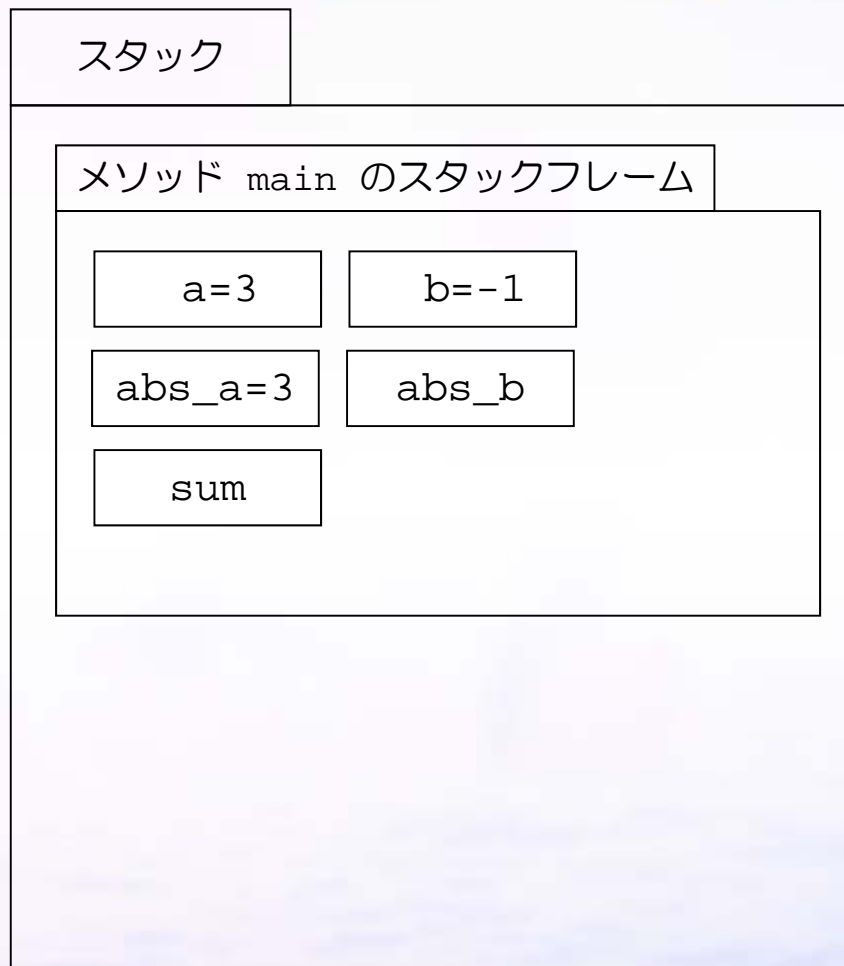 スタック
メソッド main のスタックフレーム
a=3 b=-1
abs_a=3 abs_b
sum